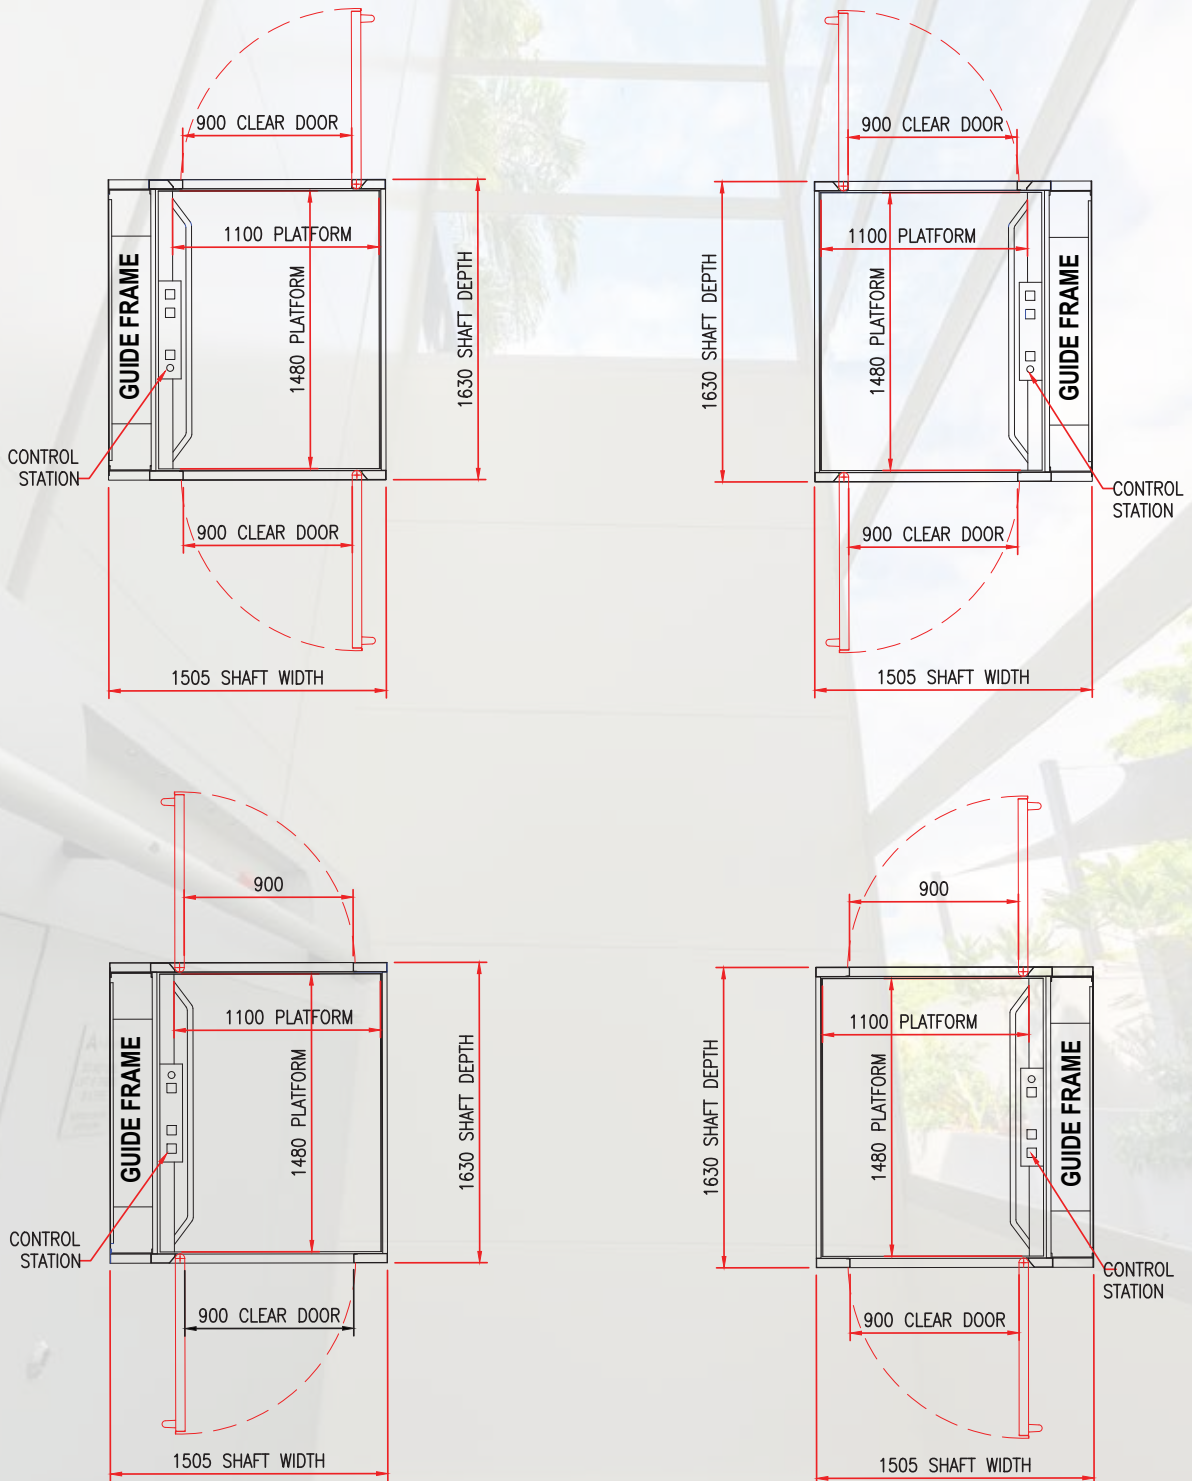 900 CLEAR DOOR
1100 PLATFORM
1480 PLATFORM
GUIDE FRAME
1630 SHAFT DEPTH
CONTROL
STATION
900 CLEAR DOOR
1505 SHAFT WIDTH
900 CLEAR DOOR
1100 PLATFORM
1480 PLATFORM
GUIDE FRAME
1630 SHAFT DEPTH
CONTROL
STATION
900 CLEAR DOOR
1505 SHAFT WIDTH
900
1100 PLATFORM
1480 PLATFORM
GUIDE FRAME
1630 SHAFT DEPTH
CONTROL
STATION
900 CLEAR DOOR
1505 SHAFT WIDTH
900
1100 PLATFORM
1480 PLATFORM
GUIDE FRAME
1630 SHAFT DEPTH
CONTROL
STATION
900 CLEAR DOOR
1505 SHAFT WIDTH